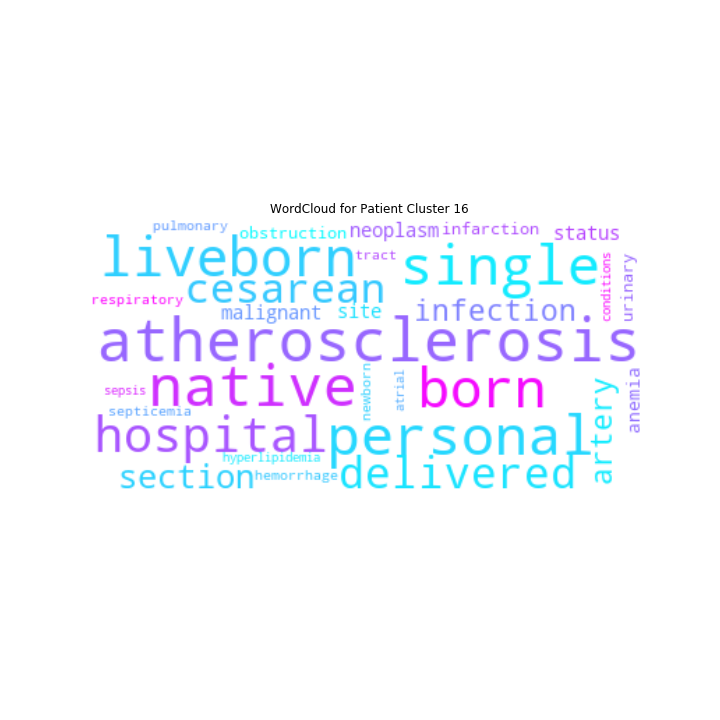 WordCloud for Patient Cluster 16
pulmonary
obstruction
neoplasm
infarction
status
liveborn
tract
single
conditions
urinary
respiratory
cesarean
malignant
site
infection
atherosclerosis
sepsis
native
newborn
atrial
born
artery
anemia
septicemia
hospital
personal
hyperlipidemia
section
hemorrhage
delivered